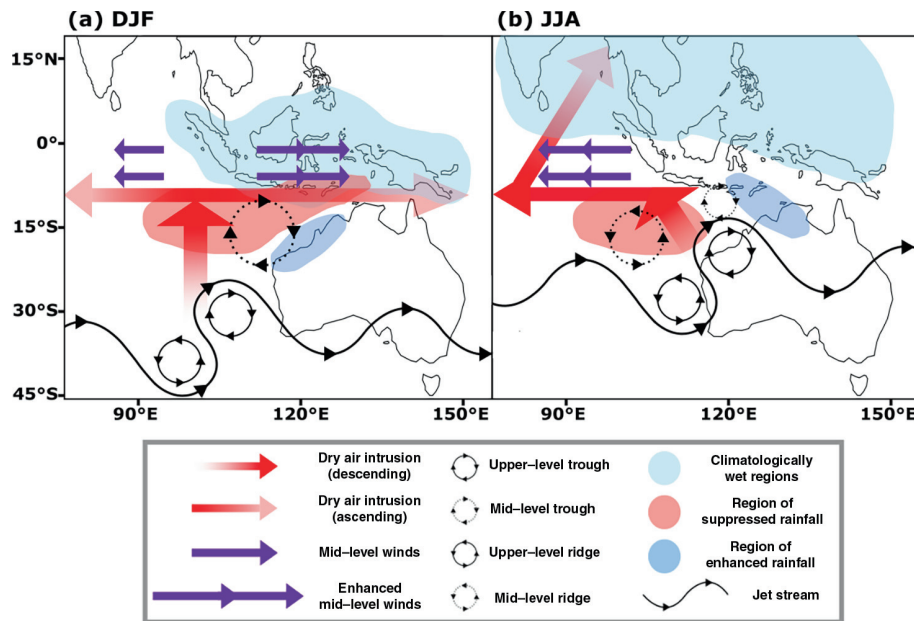 (a) DJF
(b) JJA
15°N
0°
15°S
30°S
45°S
90°E
120°E
150°E
90°E
120°E
150°E
Dry air intrusion
(descending)
Upper–level trough
Climatologically
wet regions
Dry air intrusion
(ascending)
Mid–level trough
Region of
suppressed rainfall
Mid–level winds
Upper–level ridge
Region of
enhanced rainfall
Enhanced
mid–level winds
Mid–level ridge
Jet stream